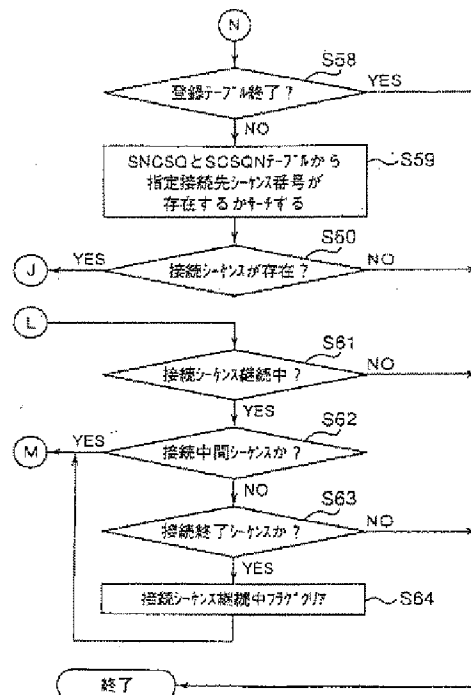 N
S58
登録テーブル終了?
YES
NO
SNCSQとSCSQNテーブルから
指定接続先シーケンス番号が
存在するかサーチする
S59
S60
J
YES
接続シーケンスが存在?
NO
L
S61
接続シーケンス継続中?
NO
YES
S62
M
YES
接続中間シーケンスか?
NO
S63
接続終了シーケンスか?
NO
YES
接続シーケンス継続中フラグクリア
S64
終了